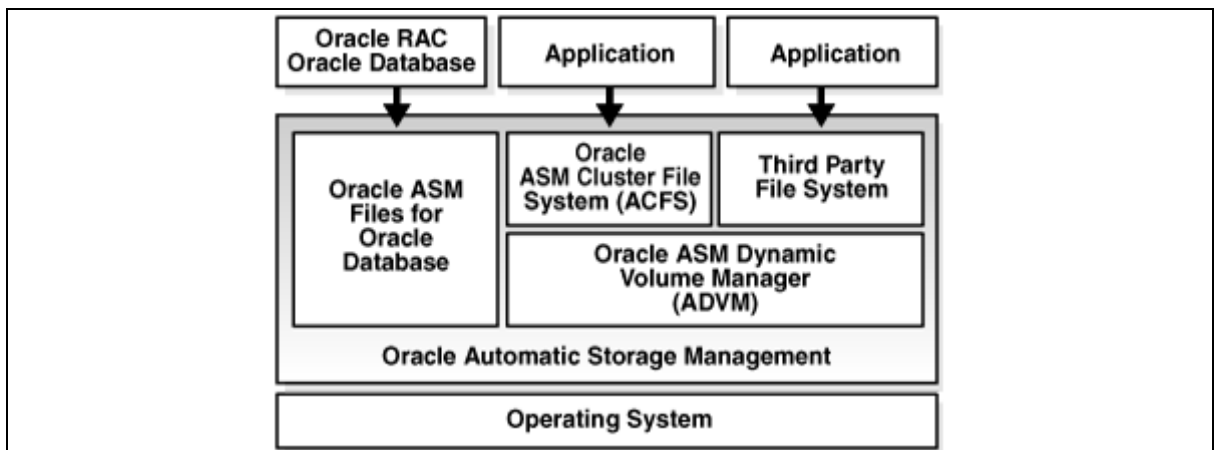 Oracle RAC
Oracle Database
Application
Application
Oracle ASM
Files for
Oracle
Database
Oracle
ASM Cluster File
System (ACFS)
Third Party
File System
Oracle ASM Dynamic
Volume Manager
(ADVM)
Oracle Automatic Storage Management
Operating System